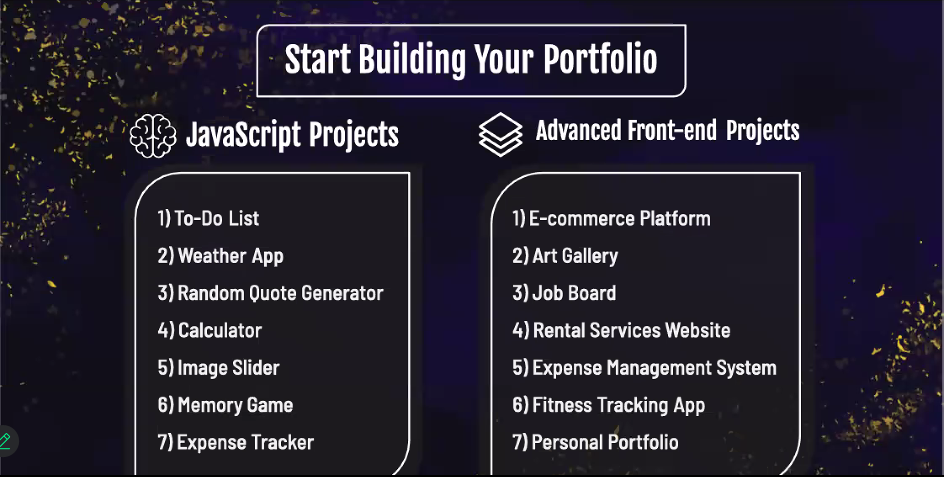 Start Building Your Portfolio
JavaScript Projects
1) To-Do List
2) Weather App
3) Random Quote Generator
4) Calculator
5) Image Slider
6) Memory Game
7) Expense Tracker
Advanced Front-end Projects
1) E-commerce Platform
2) Art Gallery
3) Job Board
4) Rental Services Website
5) Expense Management System
6) Fitness Tracking App
7) Personal Portfolio